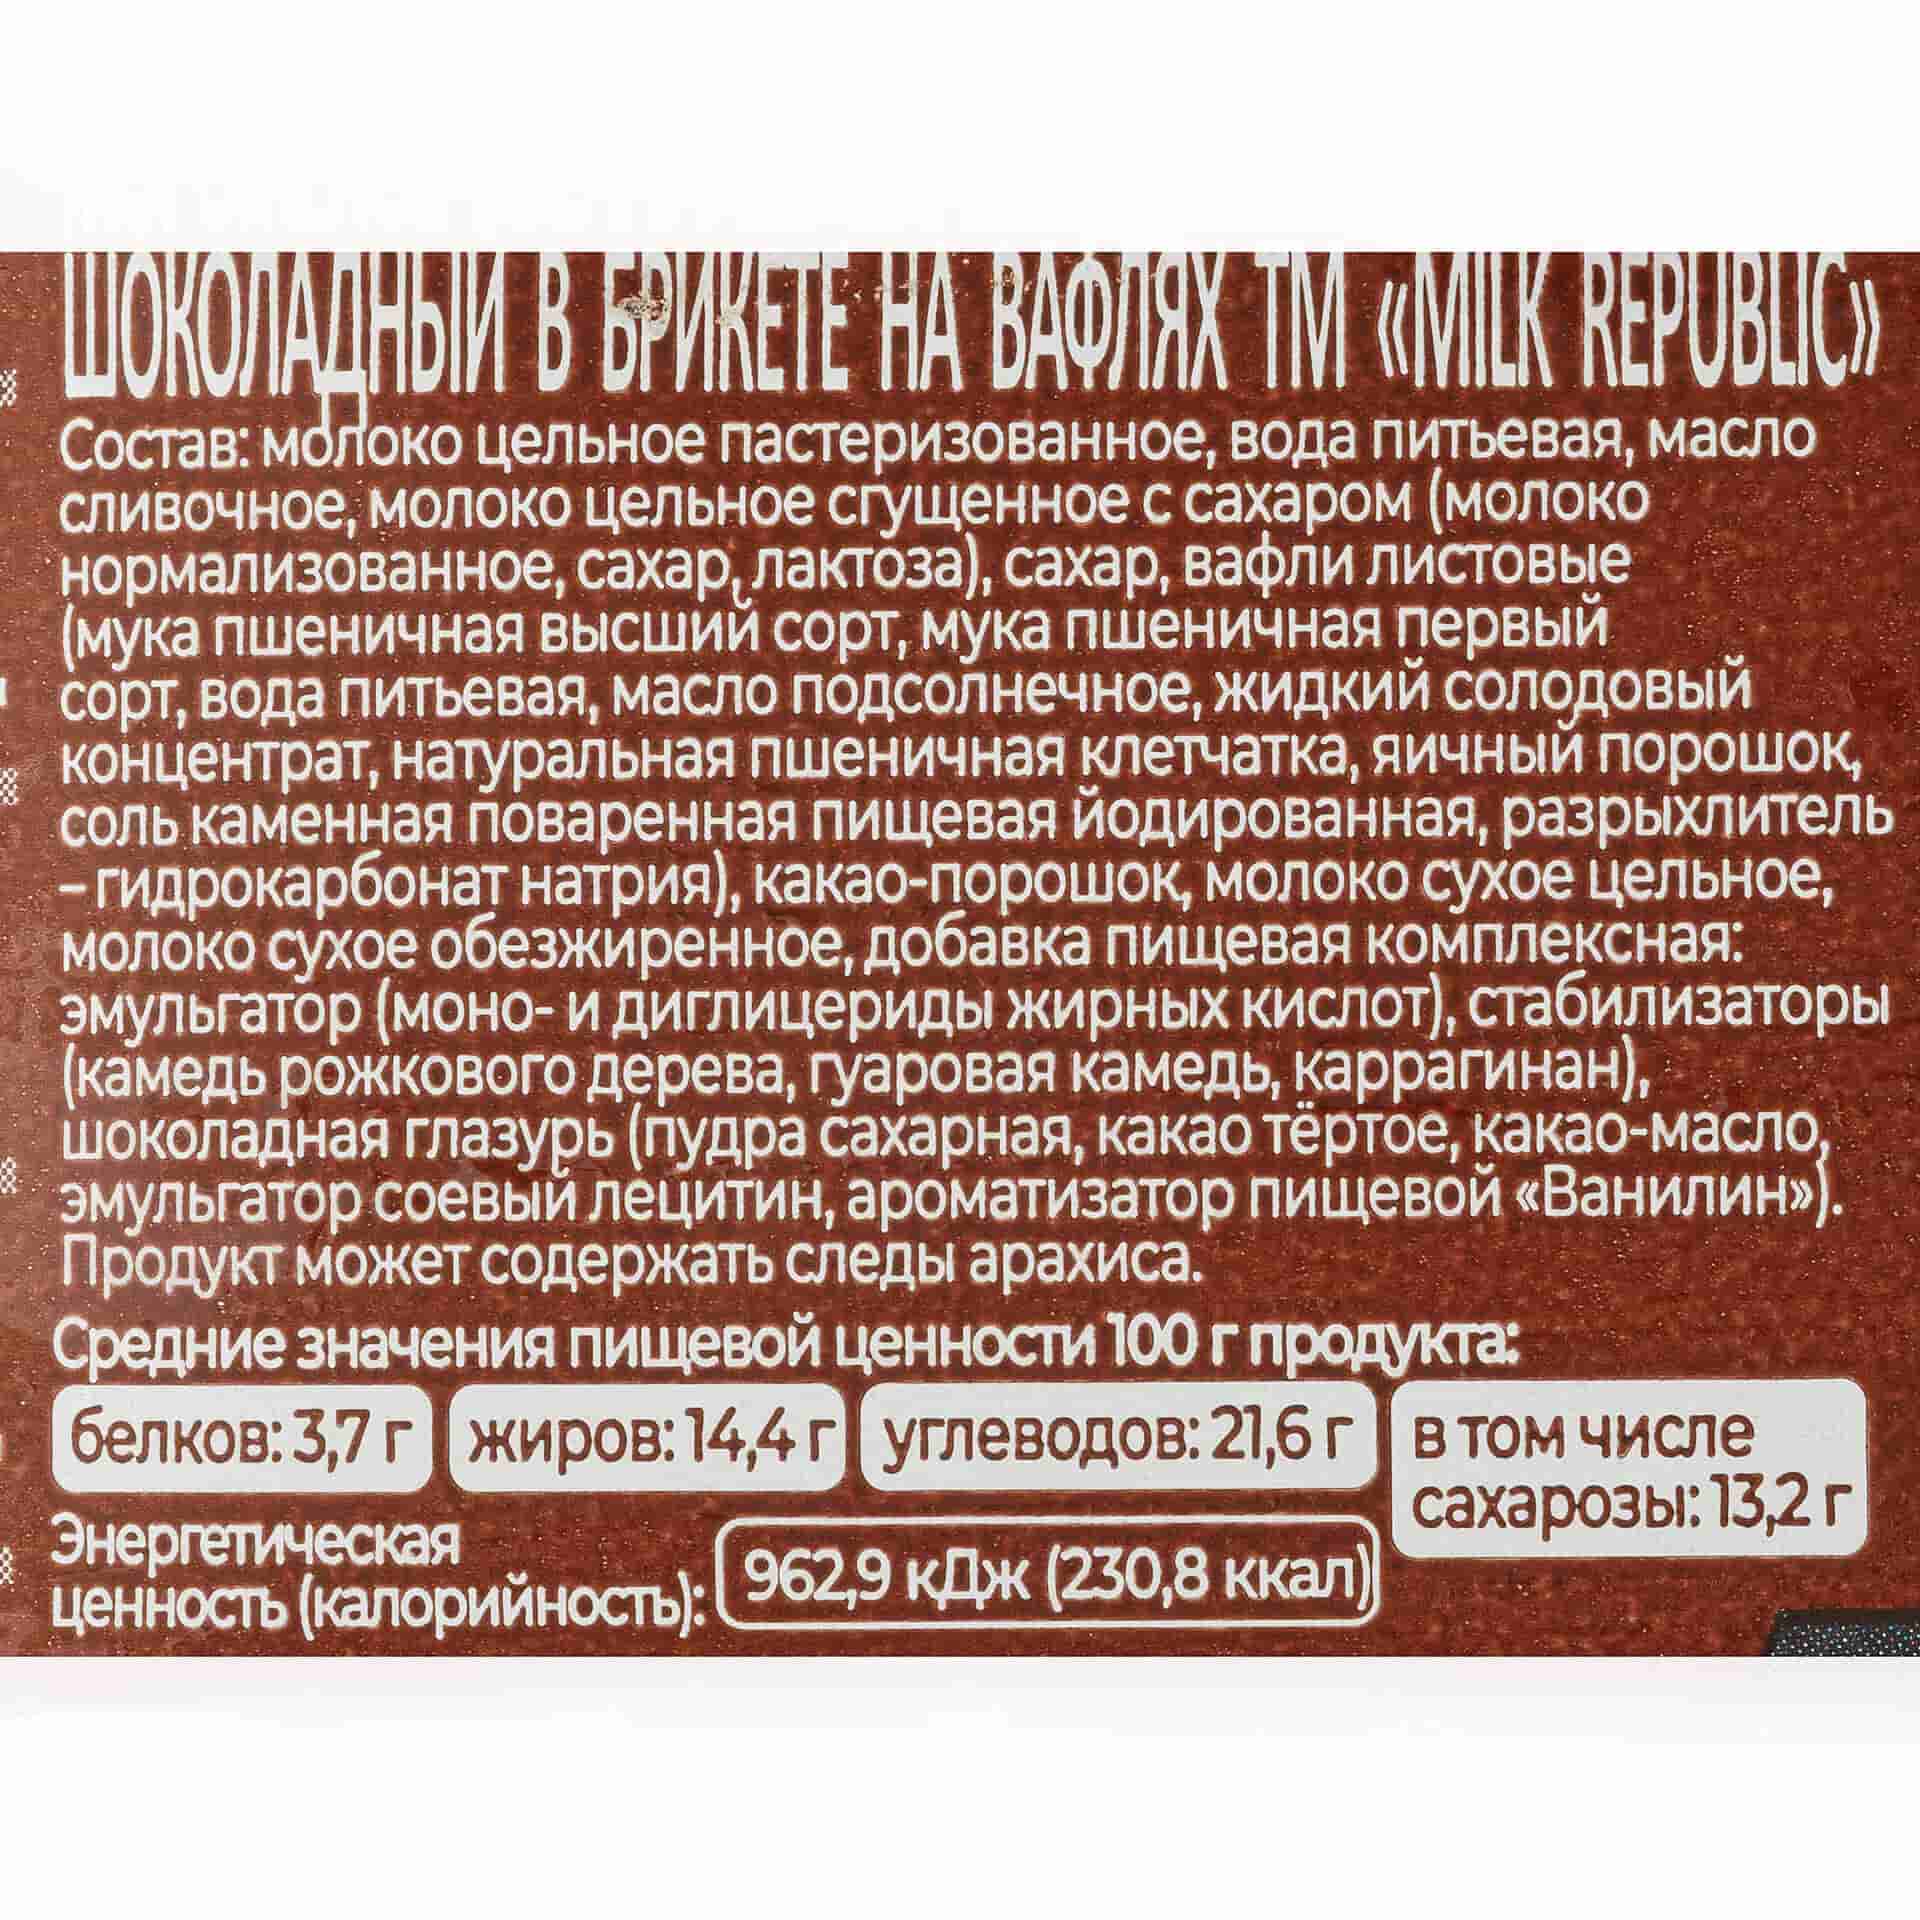 ШОКОЛАДНЫЙ В БРИКЕТЕ НА ВАФЛЯХ ТМ «MILK REPUBLIC»
Состав: молоко цельное пастеризованное, вода питьевая, масло
сливочное, молоко цельное сгущенное с сахаром (молоко
нормализованное, сахар, лактоза), сахар, вафли листовые
(мука пшеничная высший сорт, мука пшеничная первый
сорт, вода питьевая, масло подсолнечное, жидкий солодовый
концентрат, натуральная пшеничная клетчатка, яичный порошок,
соль каменная поваренная пищевая йодированная, разрыхлитель
– гидрокарбонат натрия), какао-порошок, молоко сухое цельное,
молоко сухое обезжиренное, добавка пищевая комплексная:
эмульгатор (моно- и диглицериды жирных кислот), стабилизаторы
(камедь рожкового дерева, гуаровая камедь, каррагинан),
шоколадная глазурь (пудра сахарная, какао тёртое, какао-масло,
эмульгатор соевый лецитин, ароматизатор пищевой «Ванилин»).
Продукт может содержать следы арахиса.
Средние значения пищевой ценности 100 г продукта:
белков: 3,7 г жиров: 14,4 г углеводов: 21,6 г в том числе
сахарозы: 13,2 г
Энергетическая
ценность (калорийность): 962,9 кДж (230,8 ккал)